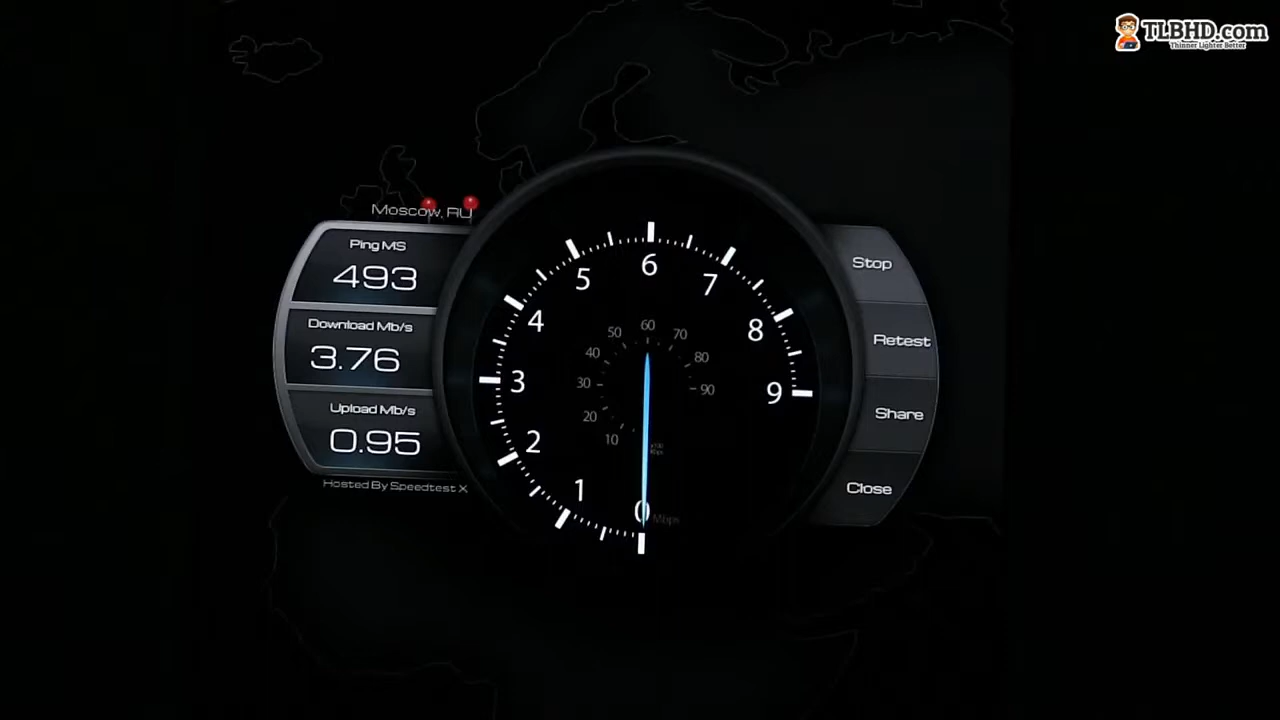 TLBHD.com
Thinner Lighter Better
Moscow, RU
Ping MS
493
Download Mb/s
3.76
Upload Mb/s
0.95
Hosted By Speedtest X
0
1
2
3
4
5
6
7
8
9
Mbps
10
20
30
40
50
60
70
80
90
Stop
Retest
Share
Close